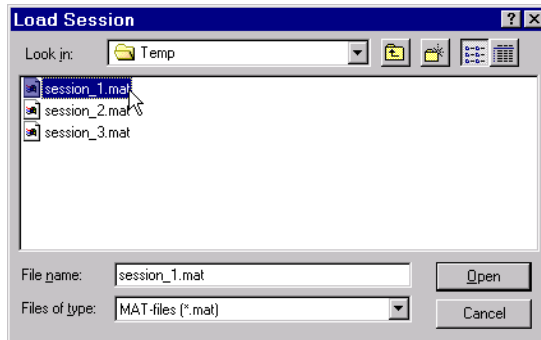 Load Session
Look in: Temp
session_1.mat
session_2.mat
session_3.mat
File name: session_1.mat Open
Files of type: MAT-files (*.mat) Cancel